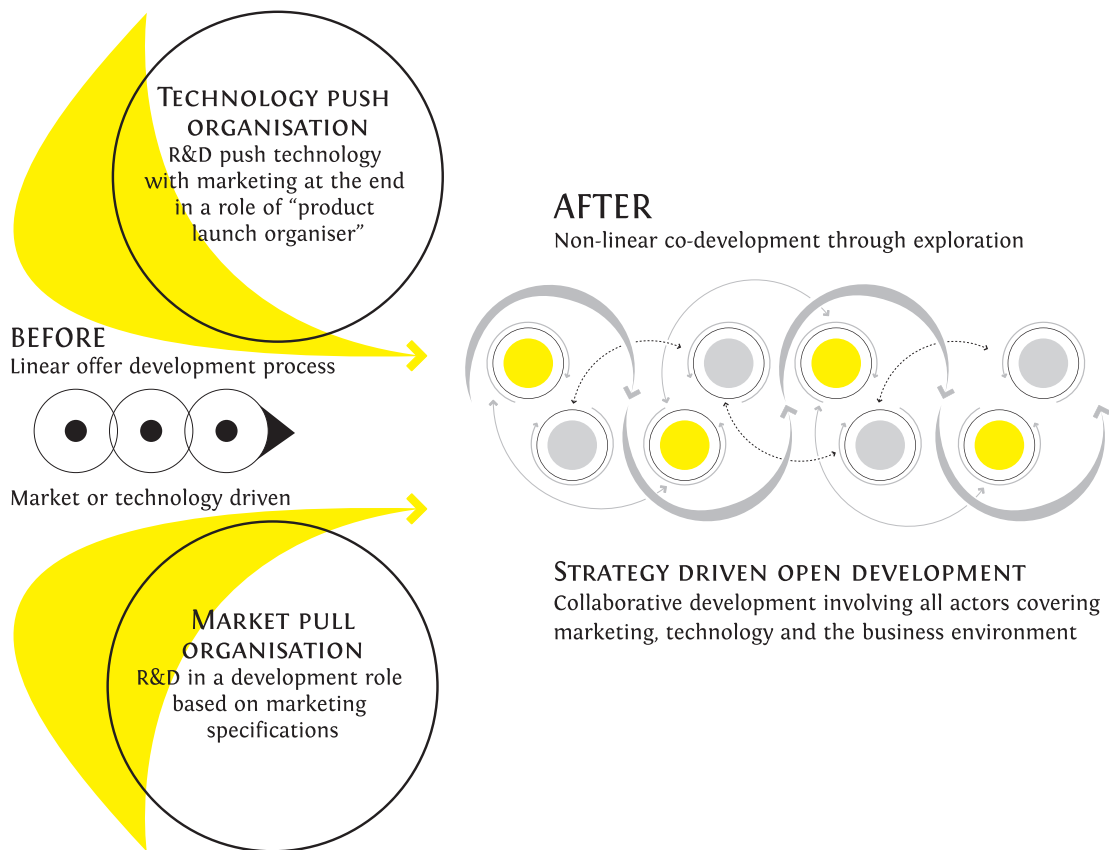 TECHNOLOGY PUSH
ORGANISATION
R&D push technology
with marketing at the end
in a role of “product
launch organiser”
BEFORE
Linear offer development process
Market or technology driven
MARKET PULL
ORGANISATION
R&D in a development role
based on marketing
specifications
AFTER
Non-linear co-development through exploration
STRATEGY DRIVEN OPEN DEVELOPMENT
Collaborative development involving all actors covering
marketing, technology and the business environment